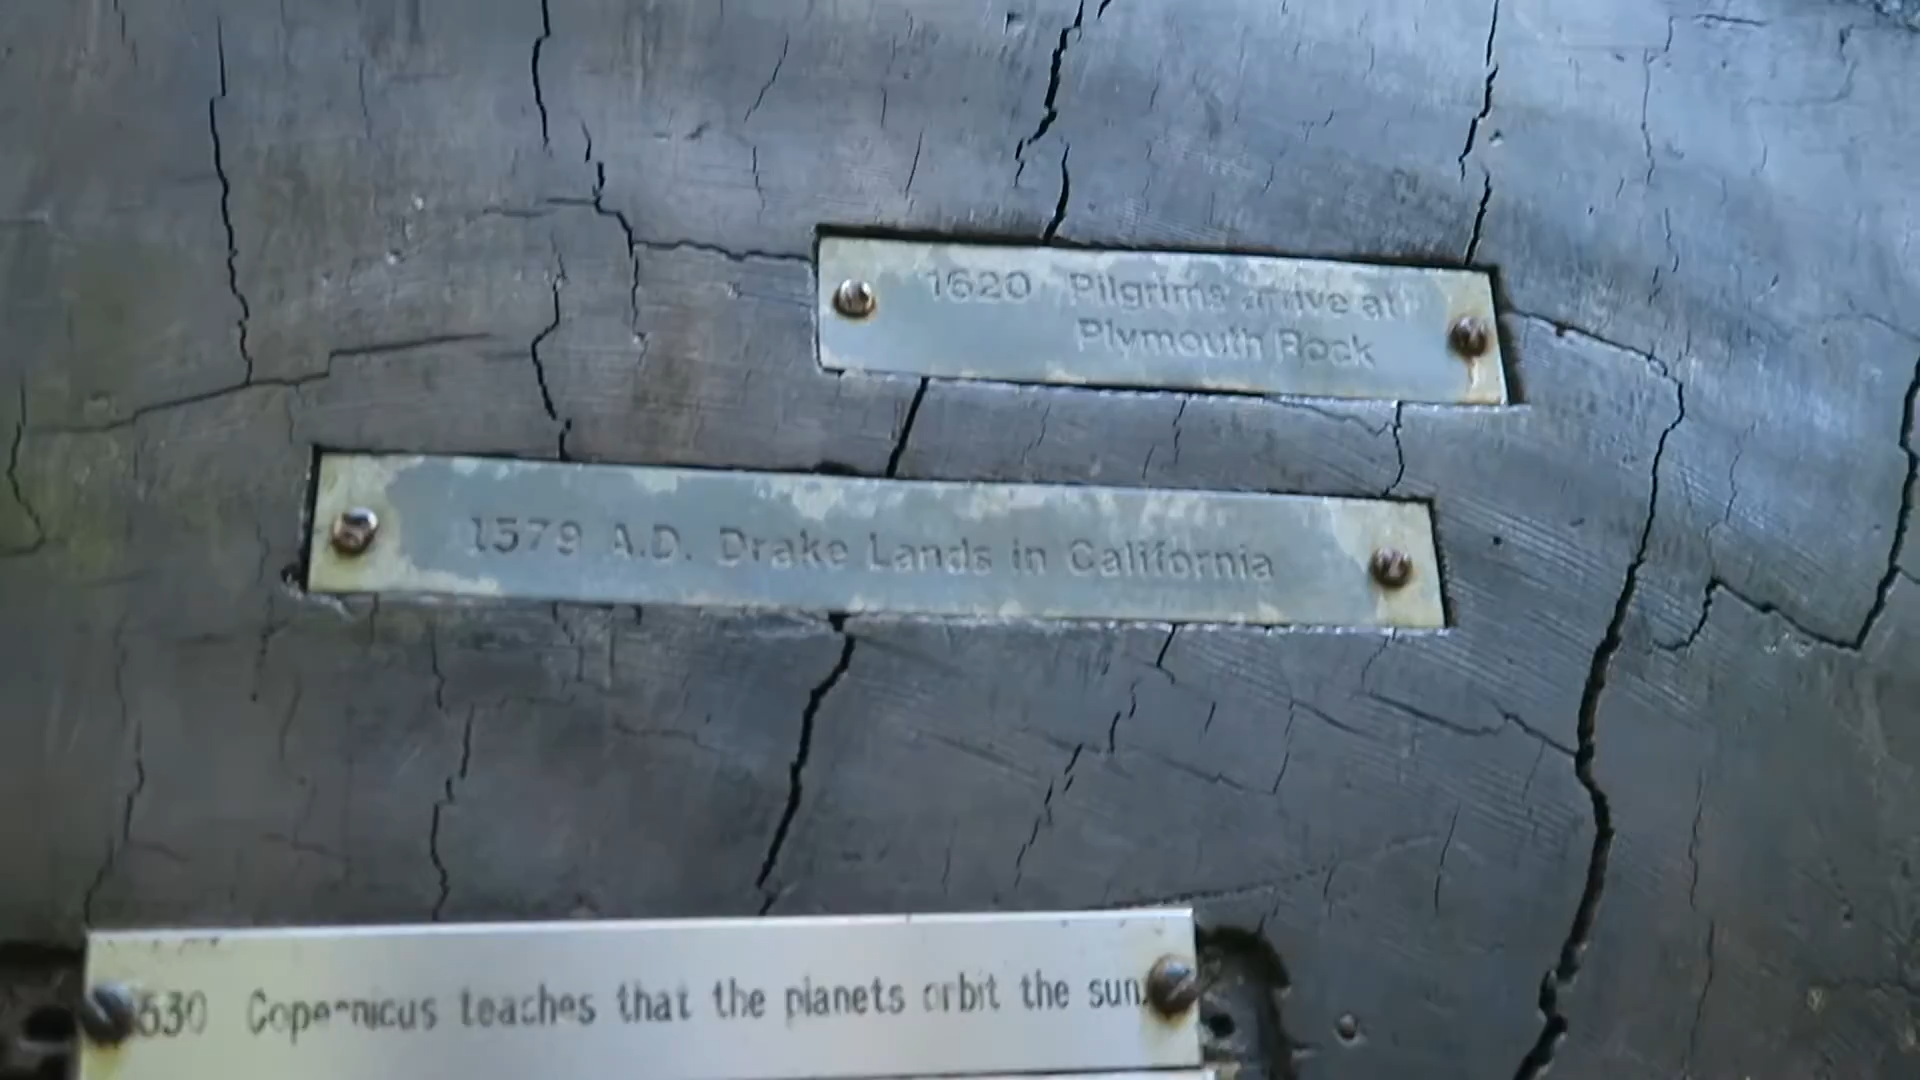 1620 Pilgrims arrive at
Plymouth Rock
1579 A.D. Drake Lands in California
530 Copernicus teaches that the planets orbit the sun.